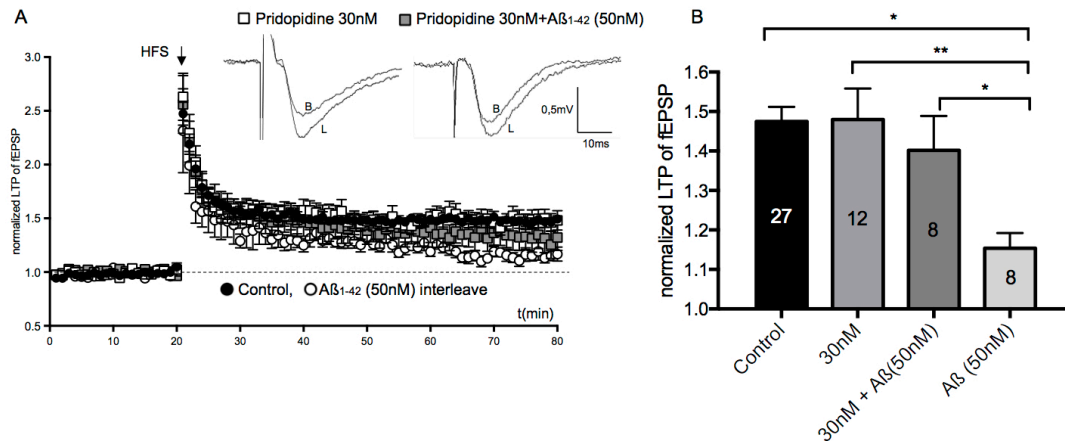 A
Pridopidine 30nM
Pridopidine 30nM+Aß1-42 (50nM)
HFS
B
L
B
L
0,5mV
10ms
normalized LTP of fEPSP
3.0
2.5
2.0
1.5
1.0
0.5
Control,
Aß1-42 (50nM) interleave
t(min)
0
10
20
30
40
50
60
70
80
B
*
**
*
normalized LTP of fEPSP
1.6
1.5
1.4
1.3
1.2
1.1
1.0
27
12
8
8
Control
30nM
30nM + Aß(50nM)
Aß (50nM)